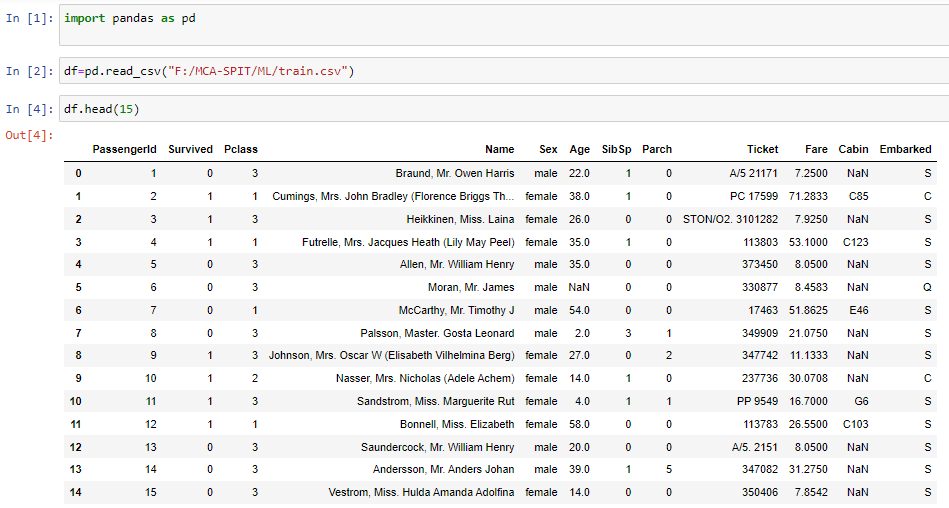 In [1]: import pandas as pd
In [2]: df=pd.read_csv("F:/MCA-SPIT/ML/train.csv")
In [4]: df.head(15)
Out[4]:
PassengerId Survived Pclass Name Sex Age SibSp Parch Ticket Fare Cabin Embarked
0 1 0 3 Braund, Mr. Owen Harris male 22.0 1 0 A/5 21171 7.2500 NaN S
1 2 1 1 Cumings, Mrs. John Bradley (Florence Briggs Th... female 38.0 1 0 PC 17599 71.2833 C85 C
2 3 1 3 Heikkinen, Miss. Laina female 26.0 0 0 STON/O2. 3101282 7.9250 NaN S
3 4 1 1 Futrelle, Mrs. Jacques Heath (Lily May Peel) female 35.0 1 0 113803 53.1000 C123 S
4 5 0 3 Allen, Mr. William Henry male 35.0 0 0 373450 8.0500 NaN S
5 6 0 3 Moran, Mr. James male NaN 0 0 330877 8.4583 NaN Q
6 7 0 1 McCarthy, Mr. Timothy J male 54.0 0 0 17463 51.8625 E46 S
7 8 0 3 Palsson, Master. Gosta Leonard male 2.0 3 1 349909 21.0750 NaN S
8 9 1 3 Johnson, Mrs. Oscar W (Elisabeth Vilhelmina Berg) female 27.0 0 2 347742 11.1333 NaN S
9 10 1 2 Nasser, Mrs. Nicholas (Adele Achem) female 14.0 1 0 237736 30.0708 NaN C
10 11 1 3 Sandstrom, Miss. Marguerite Rut female 4.0 1 1 PP 9549 16.7000 G6 S
11 12 1 1 Bonnell, Miss. Elizabeth female 58.0 0 0 113783 26.5500 C103 S
12 13 0 3 Saundercock, Mr. William Henry male 20.0 0 0 A/5. 2151 8.0500 NaN S
13 14 0 3 Andersson, Mr. Anders Johan male 39.0 1 5 347082 31.2750 NaN S
14 15 0 3 Vestrom, Miss. Hulda Amanda Adolfina female 14.0 0 0 350406 7.8542 NaN S